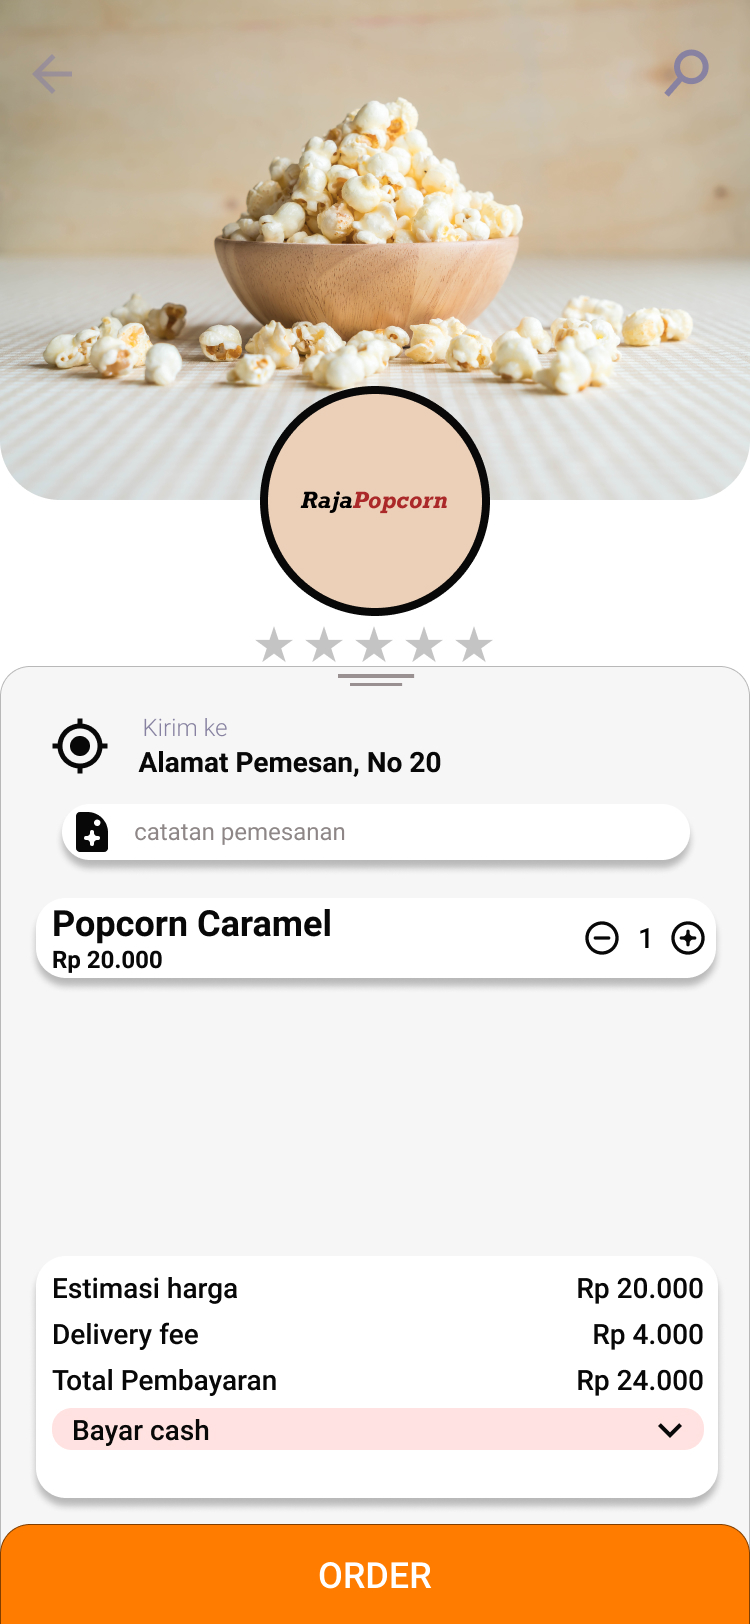 RajaPopcorn
Kirim ke
Alamat Pemesan, No 20
catatan pemesanan
Popcorn Caramel
Rp 20.000
1
Estimasi harga Rp 20.000
Delivery fee Rp 4.000
Total Pembayaran Rp 24.000
Bayar cash
ORDER